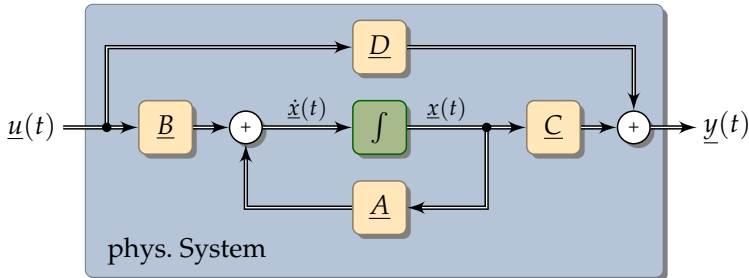 D
u(t) B + ẋ(t) ∫ x(t) C + y(t)
A
phys. System